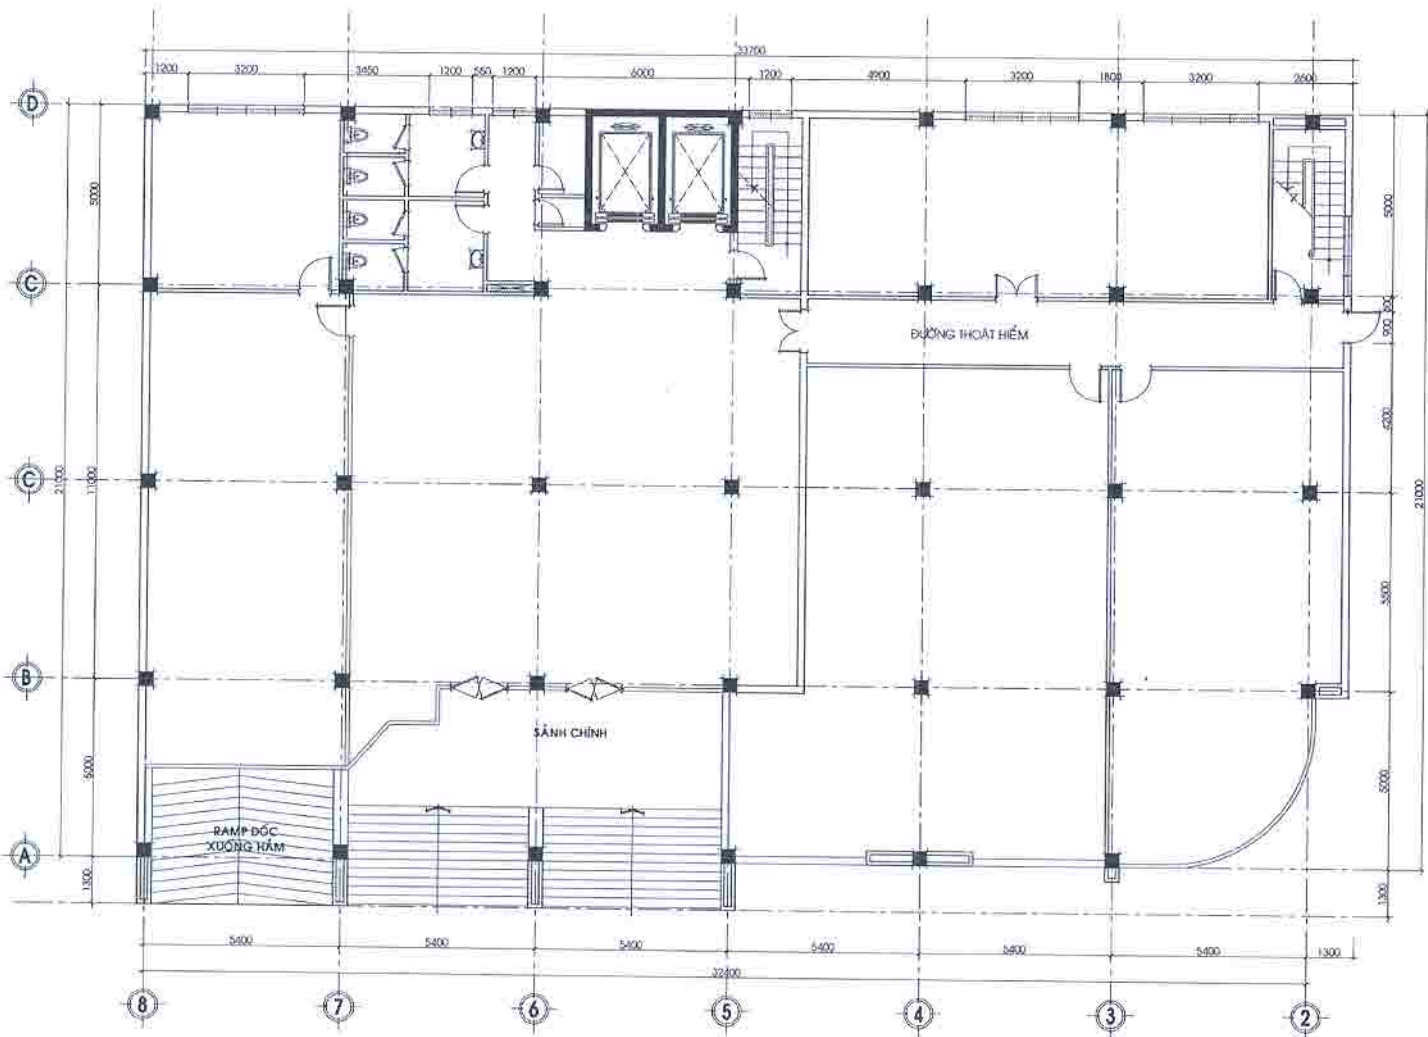 33700
1200 3200 3450 1200 550 1200 6000 1200 4900 3200 1800 3200 2600
D
5000
5000
C
900
ĐƯỜNG THOÁT HIỂM
4200
C
21000
11000
21000
5500
B
SẢNH CHÍNH
5000
5000
RAMP DỐC
XUỐNG HẦM
A
1300
1300
5400 5400 5400 5400 5400 5400 1300
32400
8 7 6 5 4 3 2